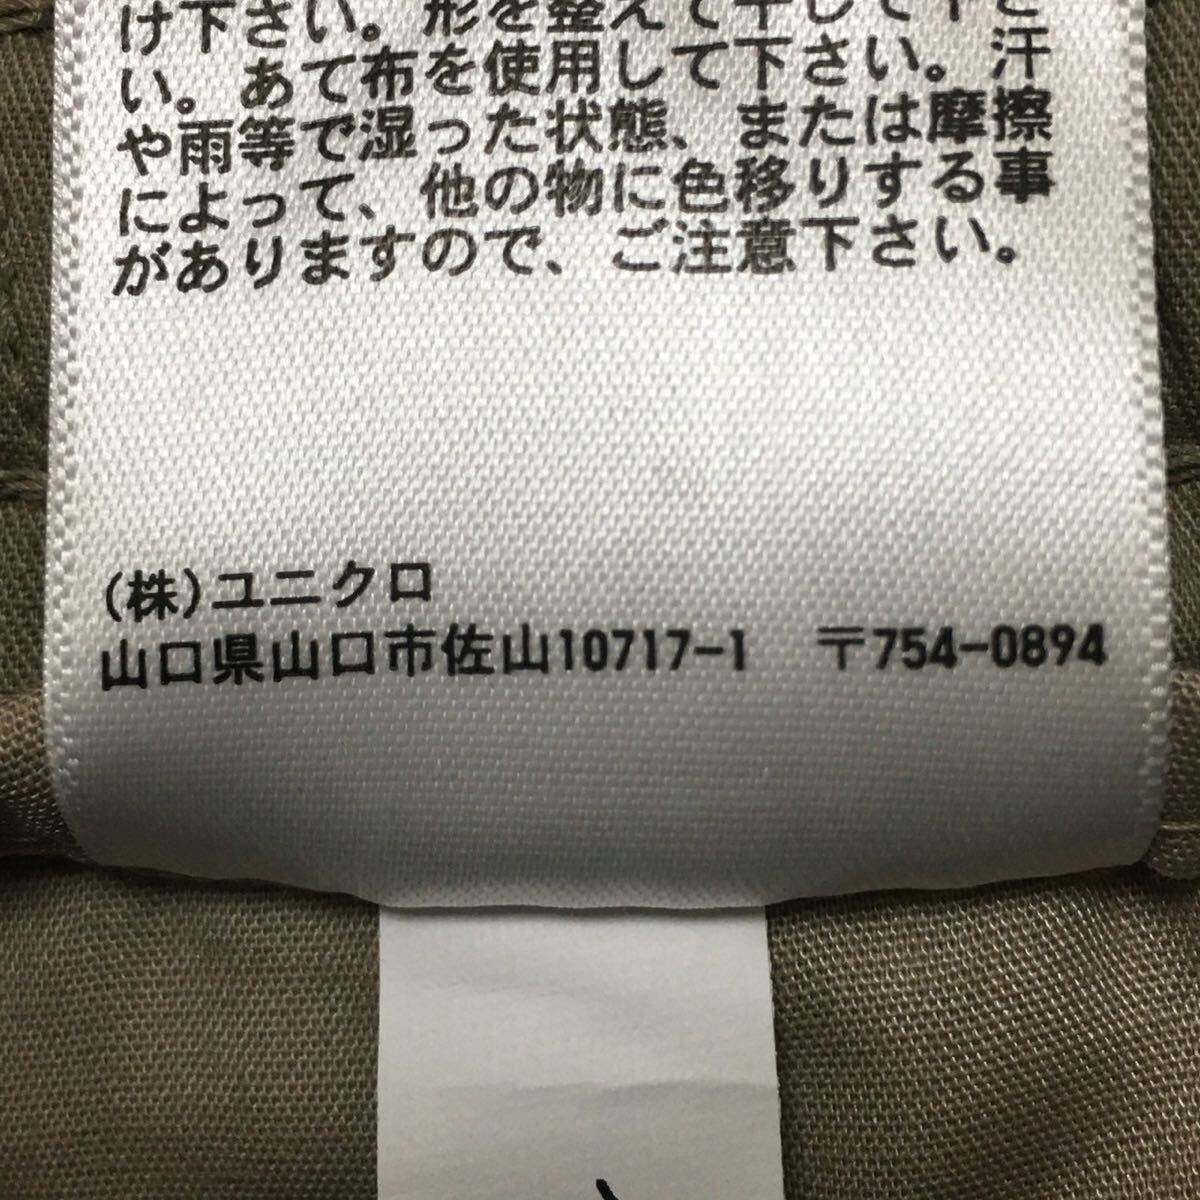 け下さい。形を整えて干して下
い。あて布を使用して下さい。汗
や雨等で湿った状態、または摩擦
によって、他の物に色移りする事
がありますので、ご注意下さい。
(株)ユニクロ
山口県山口市佐山10717-1 〒754-0894